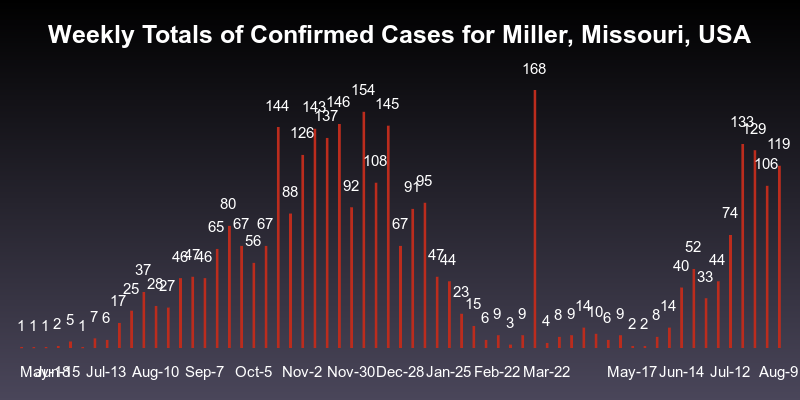 Weekly Totals of Confirmed Cases for Miller, Missouri, USA
1 1 1 2 5 1 7 6 17 25 37 28 27 46 47 46 65 80 67 56 67 144 88 126 143 137 146 92 154 108 145 67 91 95 47 44 23 15 6 9 3 9 168 4 8 9 14 10 6 9 2 2 8 14 40 52 33 44 74 133 129 106 119
May-18 Jun-15 Jul-13 Aug-10 Sep-7 Oct-5 Nov-2 Nov-30 Dec-28 Jan-25 Feb-22 Mar-22 May-17 Jun-14 Jul-12 Aug-9